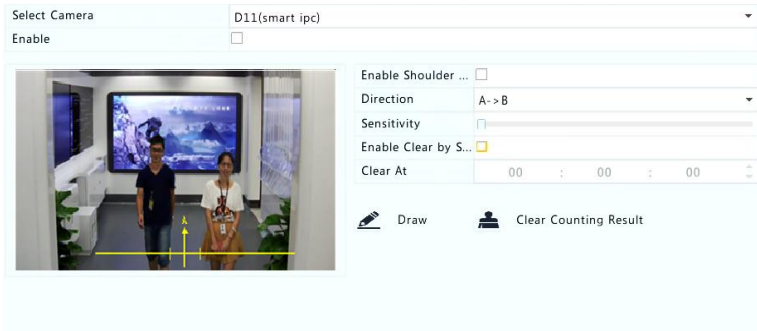 Select Camera
D11(smart ipc)
Enable
Enable Shoulder ...
Direction
A->B
Sensitivity
Enable Clear by S...
Clear At
00 : 00 : 00
A
Draw
Clear Counting Result